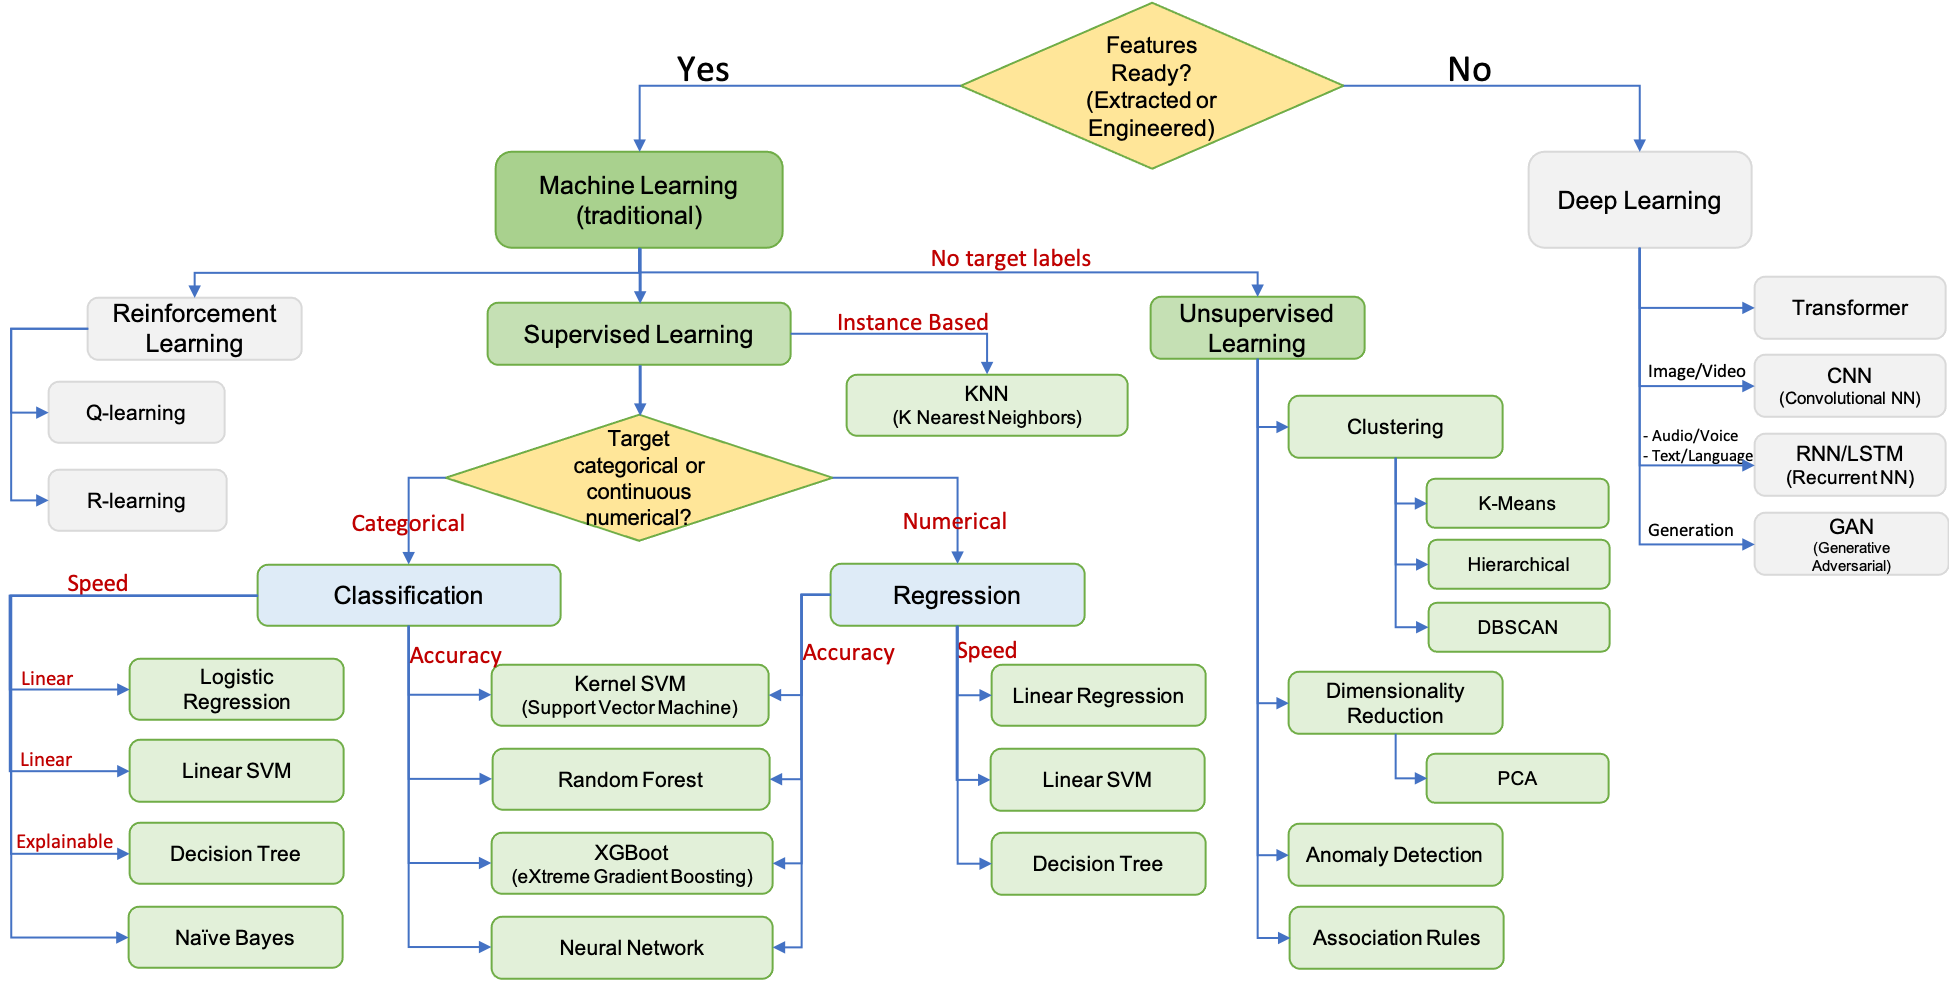 Features
Ready?
(Extracted or
Engineered)
Yes
No
Machine Learning
(traditional)
Deep Learning
No target labels
Reinforcement
Learning
Supervised Learning
Instance Based
Unsupervised
Learning
Transformer
Q-learning
R-learning
KNN
(K Nearest Neighbors)
Image/Video
CNN
(Convolutional NN)
- Audio/Voice
- Text/Language
RNN/LSTM
(Recurrent NN)
Generation
GAN
(Generative
Adversarial)
Target
categorical or
continuous
numerical?
Categorical
Numerical
Clustering
K-Means
Hierarchical
DBSCAN
Speed
Classification
Regression
Accuracy
Accuracy
Speed
Linear
Logistic
Regression
Kernel SVM
(Support Vector Machine)
Linear Regression
Dimensionality
Reduction
Linear
Linear SVM
Random Forest
Linear SVM
PCA
Explainable
Decision Tree
XGBoot
(eXtreme Gradient Boosting)
Decision Tree
Anomaly Detection
Naïve Bayes
Neural Network
Association Rules